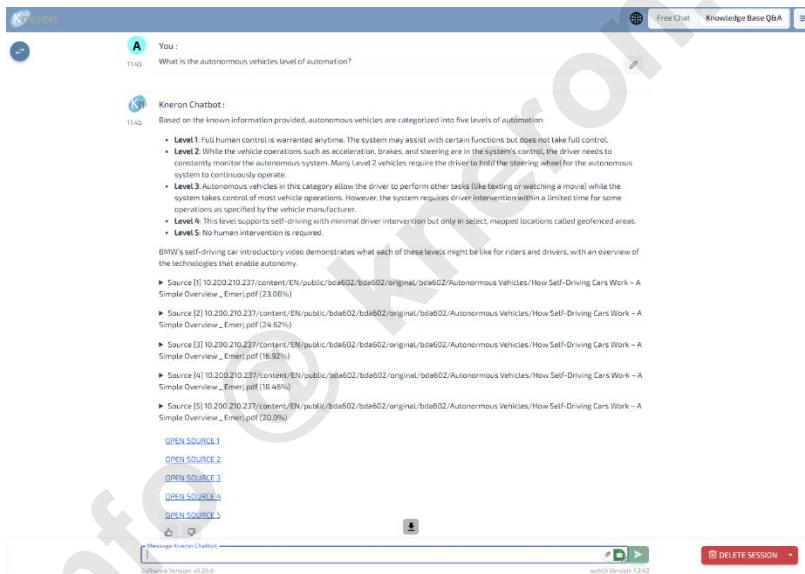 Kneron
Free Chat Knowledge Base Q&A
A You :
11:45 What is the autonormous vehicles level of automation?
Kneron Chatbot :
11:45 Based on the known information provided, autonomous vehicles are categorized into five levels of automation:
• Level 1: Full human control is warranted anytime. The system may assist with certain functions but does not take full control.
• Level 2: While the vehicle operations such as acceleration, brakes, and steering are in the system's control, the driver needs to
constantly monitor the autonomous system. Many Level 2 vehicles require the driver to hold the steering wheel for the autonomous
system to continuously operate.
• Level 3: Autonomous vehicles in this category allow the driver to perform other tasks (like texting or watching a movie) while the
system takes control of most vehicle operations. However, the system requires driver intervention within a limited time for some
operations as specified by the vehicle manufacturer.
• Level 4: This level supports self-driving with minimal driver intervention but only in select, mapped locations called geofenced areas.
• Level 5: No human intervention is required.
BMW's self-driving car introductory video demonstrates what each of these levels might be like for riders and drivers, with an overview of
the technologies that enable autonomy.
► Source [1] 10.200.210.237/content/EN/public/bda602/bda602/original/bda602/Autonormous Vehicles/How Self-Driving Cars Work – A
Simple Overview _ Emerj.pdf (23.08%)
► Source [2] 10.200.210.237/content/EN/public/bda602/bda602/original/bda602/Autonormous Vehicles/How Self-Driving Cars Work – A
Simple Overview _ Emerj.pdf (24.62%)
► Source [3] 10.200.210.237/content/EN/public/bda602/bda602/original/bda602/Autonormous Vehicles/How Self-Driving Cars Work – A
Simple Overview _ Emerj.pdf (16.92%)
► Source [4] 10.200.210.237/content/EN/public/bda602/bda602/original/bda602/Autonormous Vehicles/How Self-Driving Cars Work – A
Simple Overview _ Emerj.pdf (18.46%)
► Source [5] 10.200.210.237/content/EN/public/bda602/bda602/original/bda602/Autonormous Vehicles/How Self-Driving Cars Work – A
Simple Overview _ Emerj.pdf (20.0%)
OPEN SOURCE 1
OPEN SOURCE 2
OPEN SOURCE 3
OPEN SOURCE 4
OPEN SOURCE 5
Message Kneron Chatbot
DELETE SESSION
Software Version: v0.20.6 webUI Version: 1.3.42
nfo @ kneron.